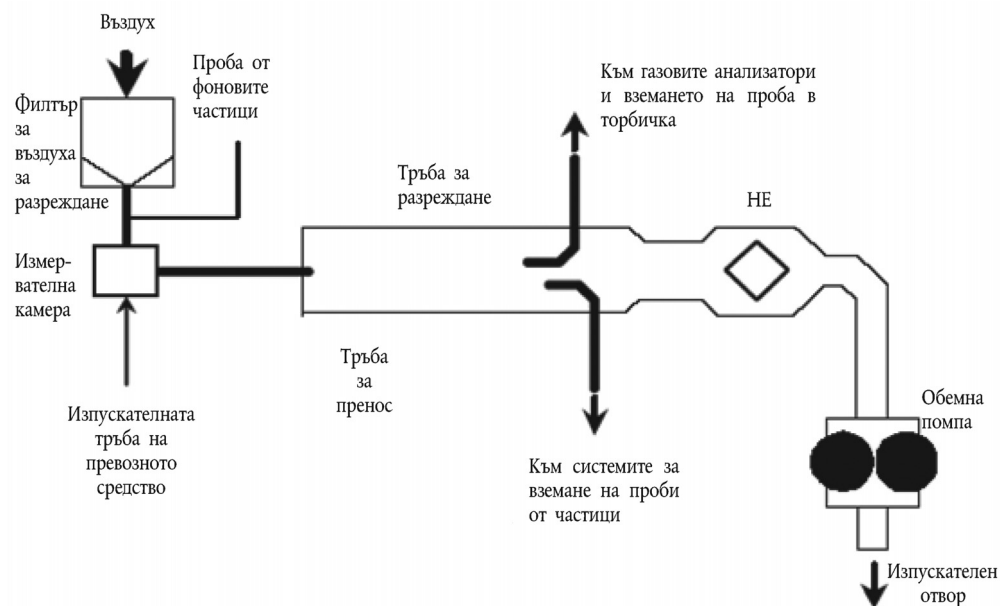 Въздух
Проба от
фоновите
частици
Филтър
за
въздуха
за
разреждане
Към газовите анализатори
и вземането на проба в
торбичка
Тръба за
разреждане
НЕ
Измер-
вателна
камера
Тръба
за
пренос
Изпускателната
тръба на
превозното
средство
Към системите за
вземане на проби
от частици
Обемна
помпа
Изпускателен
отвор